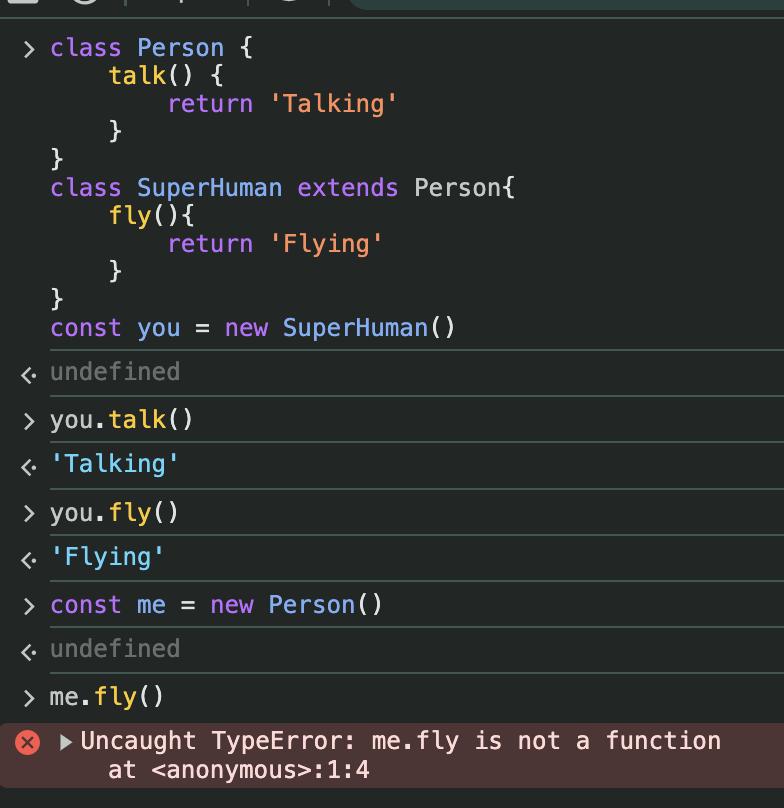 class Person {
    talk() {
        return 'Talking'
    }
}
class SuperHuman extends Person{
    fly(){
        return 'Flying'
    }
}
const you = new SuperHuman()
undefined
you.talk()
'Talking'
you.fly()
'Flying'
const me = new Person()
undefined
me.fly()
Uncaught TypeError: me.fly is not a function
    at <anonymous>:1:4